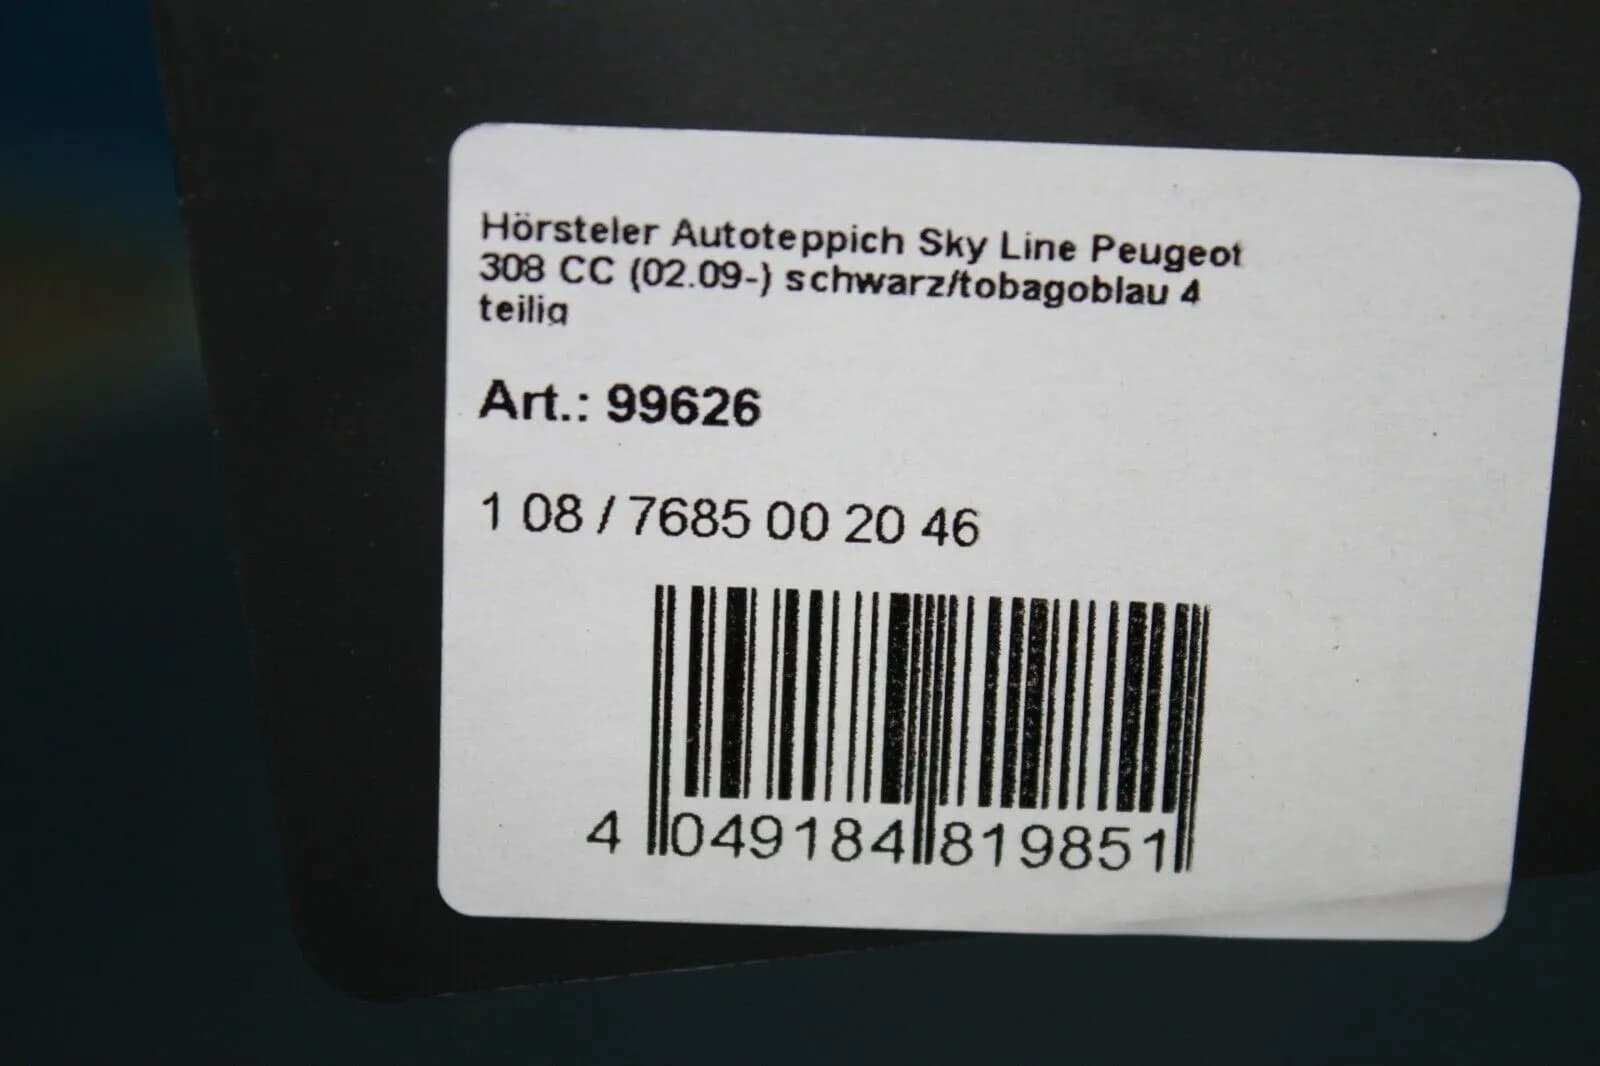 Hörsteler Autoteppich Sky Line Peugeot
308 CC (02.09-) schwarz/tobagoblau 4
teilig
Art.: 99626
1 08 / 7685 00 20 46
4 049184 819851